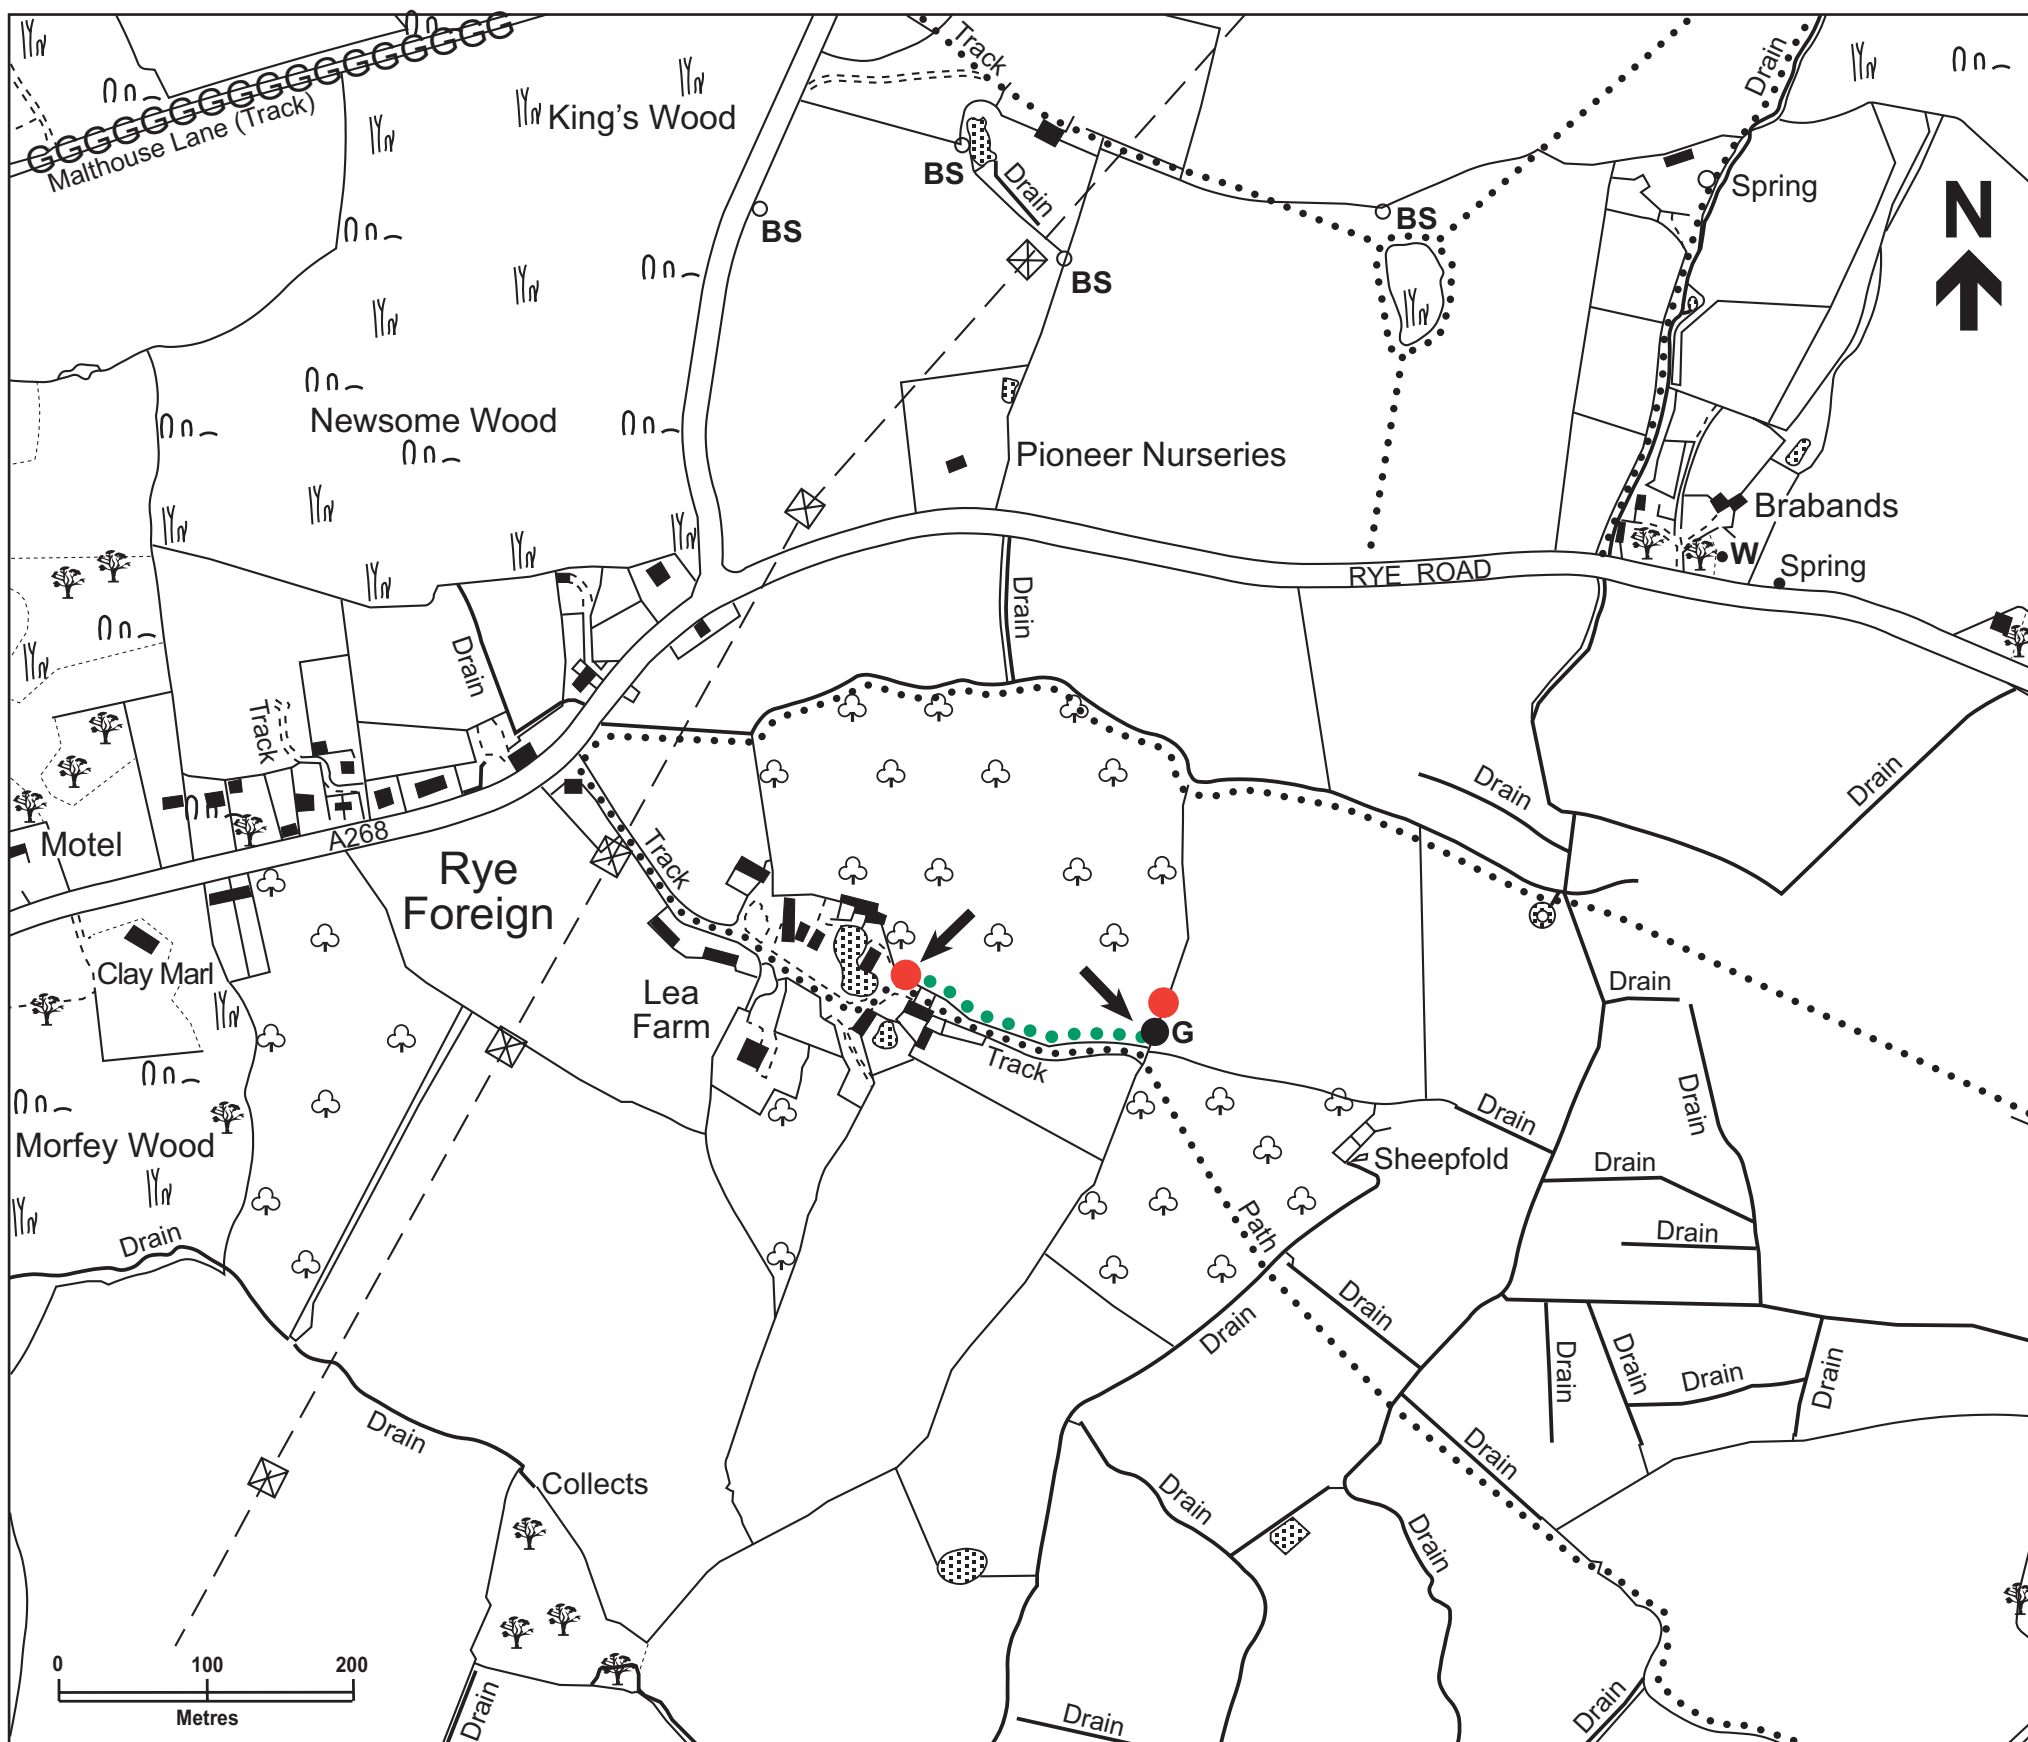 GGGGGGGGGGGGGGGGG
Malthouse Lane (Track)
King's Wood
Track
Drain
BS
Drain
BS
BS
BS
Spring
N
Newsome Wood
Pioneer Nurseries
Brabands
W
Spring
RYE ROAD
Drain
Drain
Track
Motel
A268
Rye
Foreign
Track
Drain
Drain
Clay Marl
Lea
Farm
G
Track
Drain
Drain
Drain
Drain
Drain
Sheepfold
Morfey Wood
Drain
Path
Drain
Drain
Drain
Drain
Drain
Drain
Drain
Drain
Collects
Drain
Drain
0 100 200
Metres
Drain
Drain
Drain